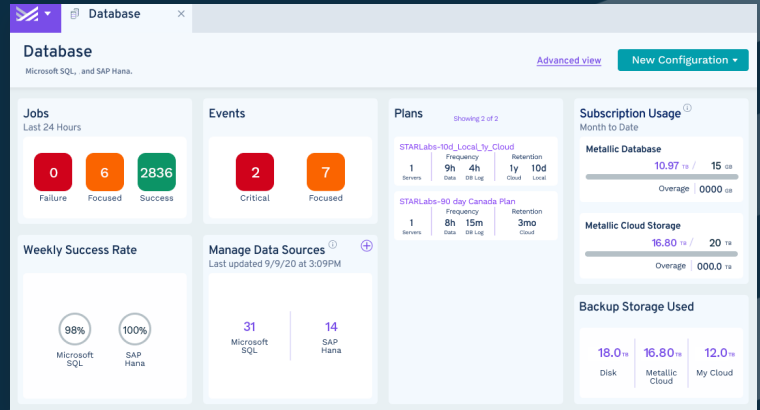 Database
Database
Microsoft SQL, and SAP Hana.
Advanced view
New Configuration
Jobs
Last 24 Hours
0
6
2836
Failure
Focused
Success
Events
2
7
Critical
Focused
Plans
Showing 2 of 2
STARLabs-10d_Local_1y_Cloud
Frequency
Retention
1
9h
4h
1y
10d
Servers
Data
DB Log
Cloud
Local
STARLabs-90 day Canada Plan
Frequency
Retention
1
8h
15m
3mo
Servers
Data
DB Log
Cloud
Subscription Usage
Month to Date
Metallic Database
10.97 TB / 15 GB
Overage 0000 GB
Metallic Cloud Storage
16.80 TB / 20 TB
Overage 000.0 TB
Weekly Success Rate
98%
100%
Microsoft
SQL
SAP
Hana
Manage Data Sources
Last updated 9/9/20 at 3:09PM
31
14
Microsoft
SQL
SAP
Hana
Backup Storage Used
18.0 TB
16.80 TB
12.0 TB
Disk
Metallic
Cloud
My Cloud